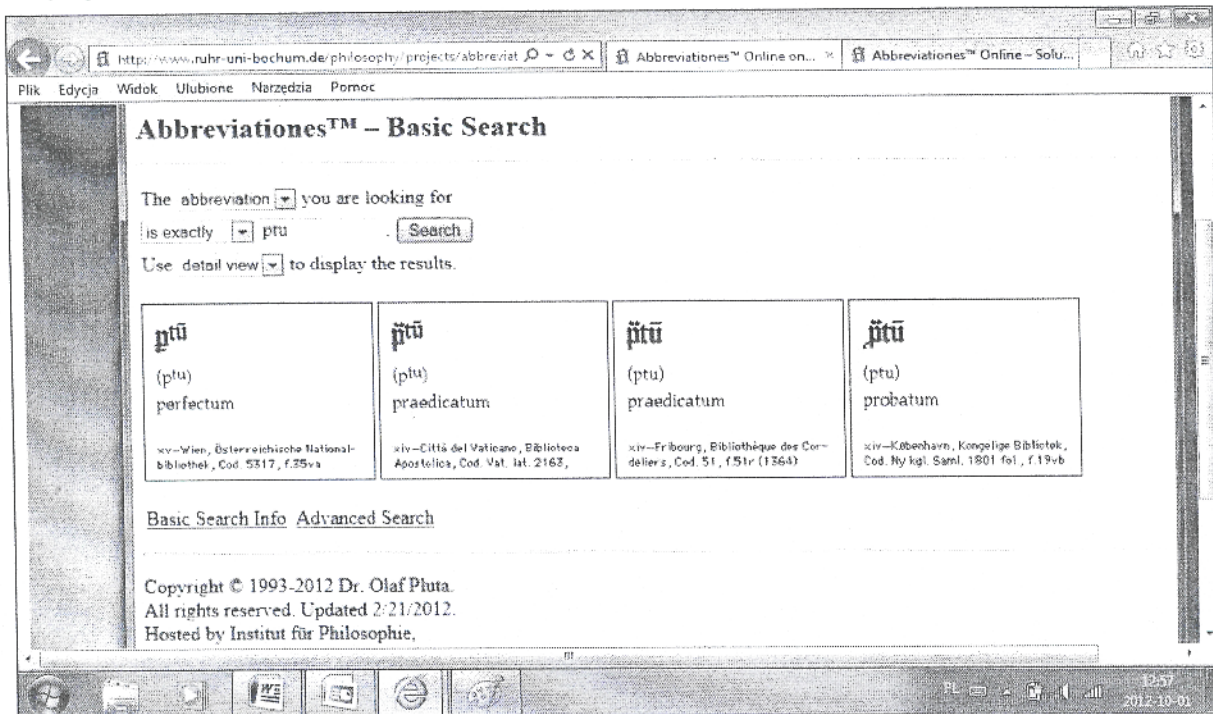 http://www.ruhr-uni-bochum.de/philosophy/projects/abbreviat
Abbreviationes™ Online on...
Abbreviationes™ Online – Solu...
Plik Edycja Widok Ulubione Narzędzia Pomoc
Abbreviationes™ – Basic Search
The abbreviation you are looking for
is exactly ptu . Search
Use detail view to display the results.
(ptu)
perfectum
xv—Wien, Österreichische National-
bibliothek, Cod. 5317, f.35va
(ptu)
praedicatum
xiv—Città del Vaticano, Biblioteca
Apostolica, Cod. Vat. lat. 2163,
(ptu)
praedicatum
xiv—Fribourg, Bibliothèque des Cor-
deliers, Cod. 51, f.51r (1364)
(ptu)
probatum
xiv—København, Kongelige Bibliotek,
Cod. Ny kgl. Saml. 1801 fol., f.19vb
Basic Search Info Advanced Search
Copyright © 1993-2012 Dr. Olaf Pluta.
All rights reserved. Updated 2/21/2012.
Hosted by Institut für Philosophie,
PL
12:57
2012-10-01